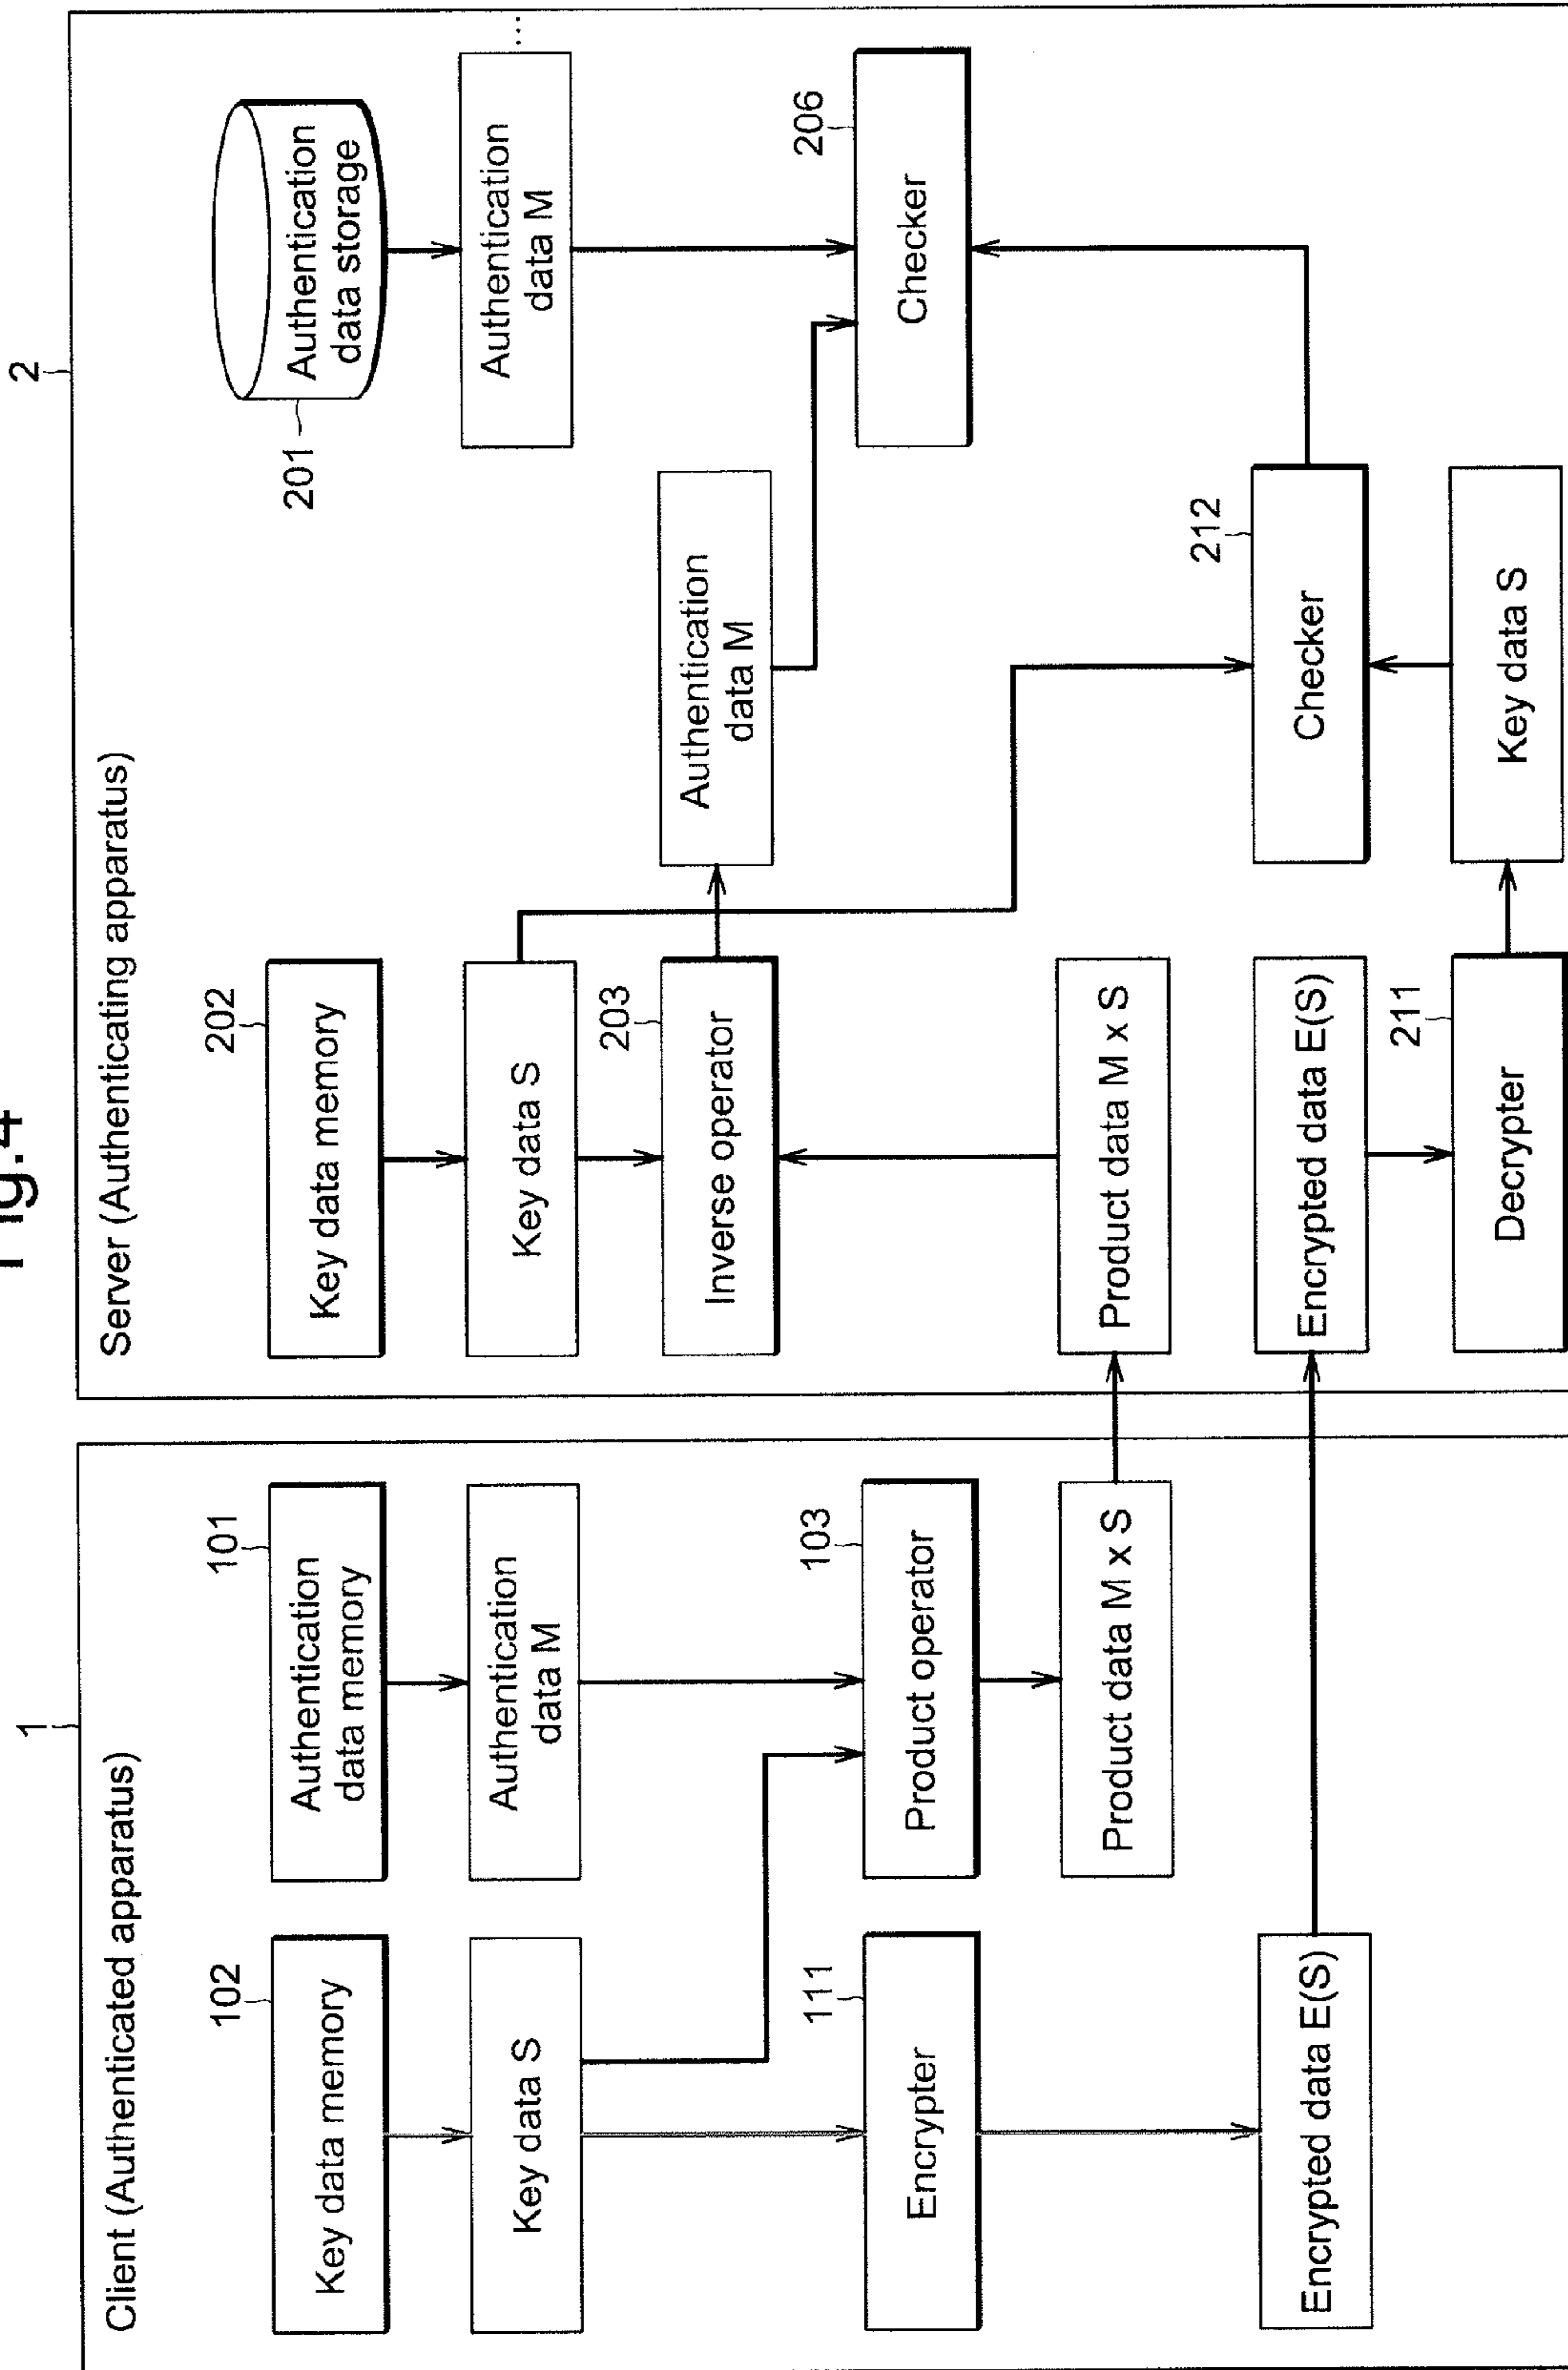 Fig.4
1
Client (Authenticated apparatus)
102
Key data memory
Key data S
111
Encrypter
Encrypted data E(S)
101
Authentication
data memory
Authentication
data M
103
Product operator
Product data M x S
2
Server (Authenticating apparatus)
202
Key data memory
Key data S
203
Inverse operator
Product data M x S
Encrypted data E(S)
211
Decrypter
Authentication
data M
212
Checker
Key data S
201
Authentication
data storage
Authentication
data M
...
206
Checker